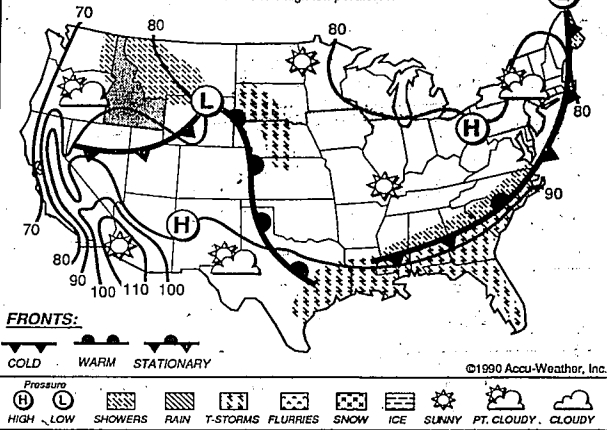 70
80
80
L
H
80
90
H
70
80
90 100 110 100
FRONTS:
COLD WARM STATIONARY
©1990 Accu-Weather, Inc.
Pressure
H L
HIGH LOW SHOWERS RAIN T-STORMS FLURRIES SNOW ICE SUNNY PT. CLOUDY CLOUDY